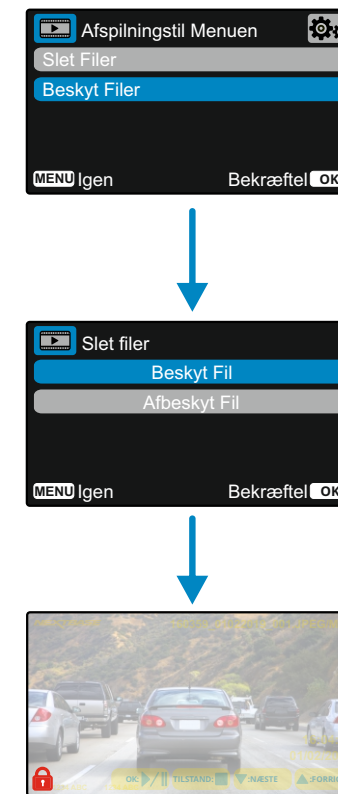 Afspilningstil Menuen
Slet Filer
Beskyt Filer
MENU Igen Bekræftel OK
Slet filer
Beskyt Fil
Afbeskyt Fil
MENU Igen Bekræftel OK
OK: TILSTAND: :NÆSTE :FORRIG